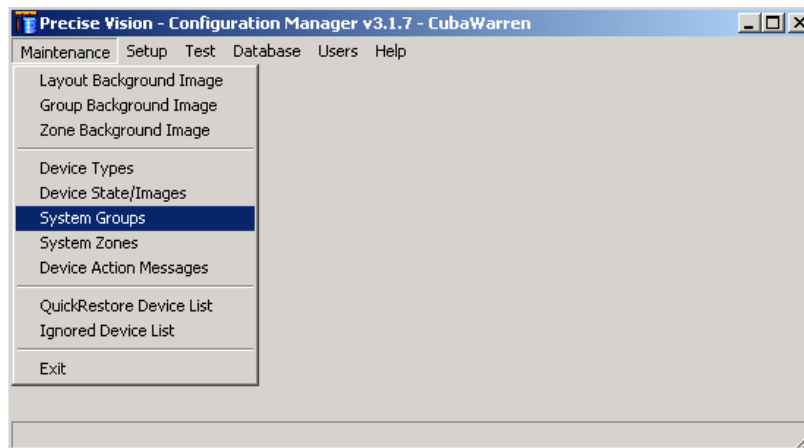 Precise Vision - Configuration Manager v3.1.7 - CubaWarren
Maintenance Setup Test Database Users Help
Layout Background Image
Group Background Image
Zone Background Image
Device Types
Device State/Images
System Groups
System Zones
Device Action Messages
QuickRestore Device List
Ignored Device List
Exit